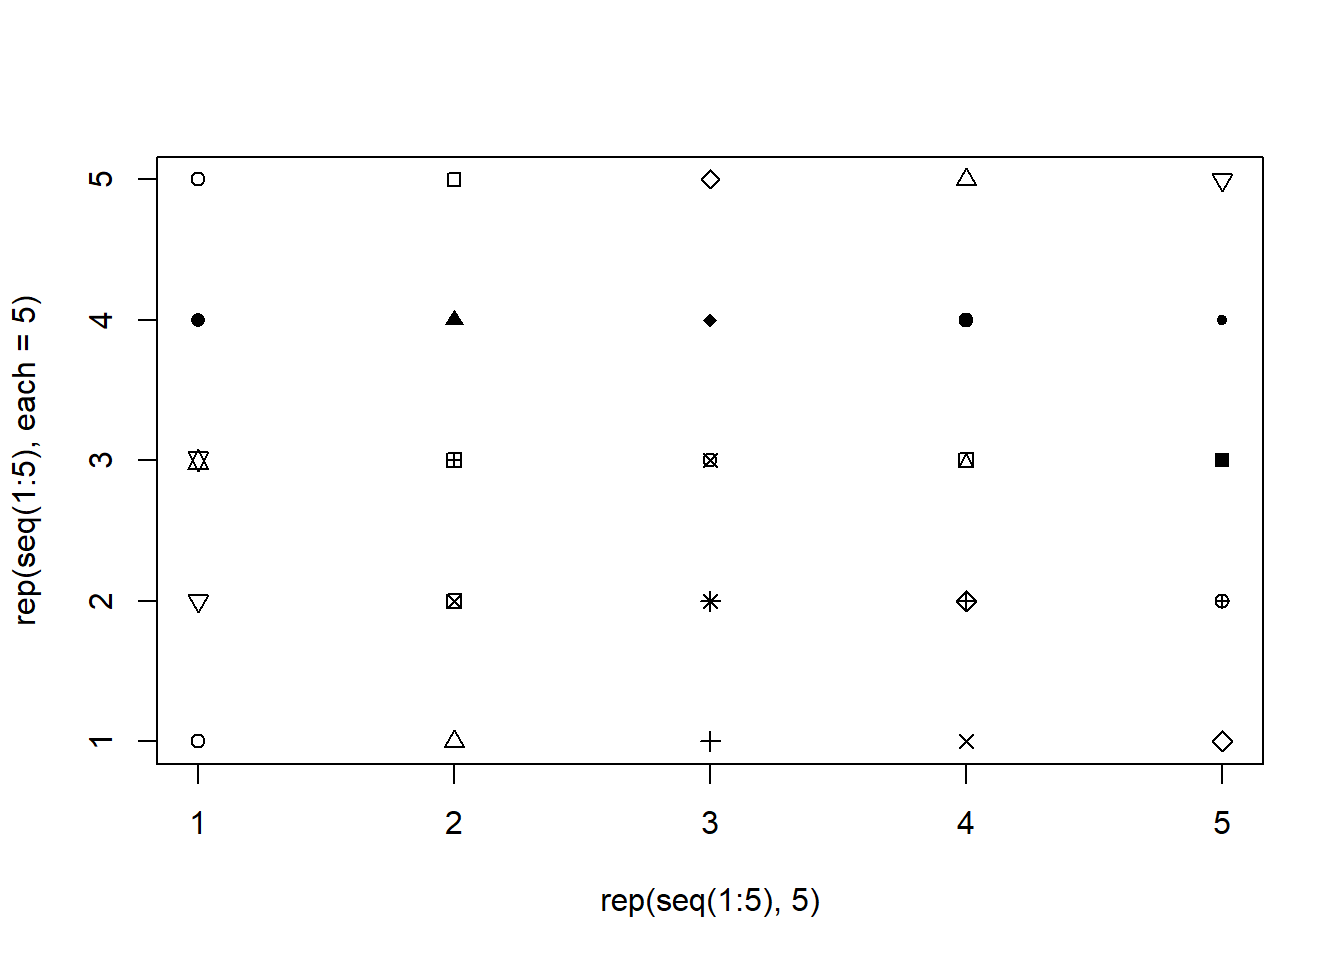 rep(seq(1:5), each = 5)
5
4
3
2
1
1 2 3 4 5
rep(seq(1:5), 5)